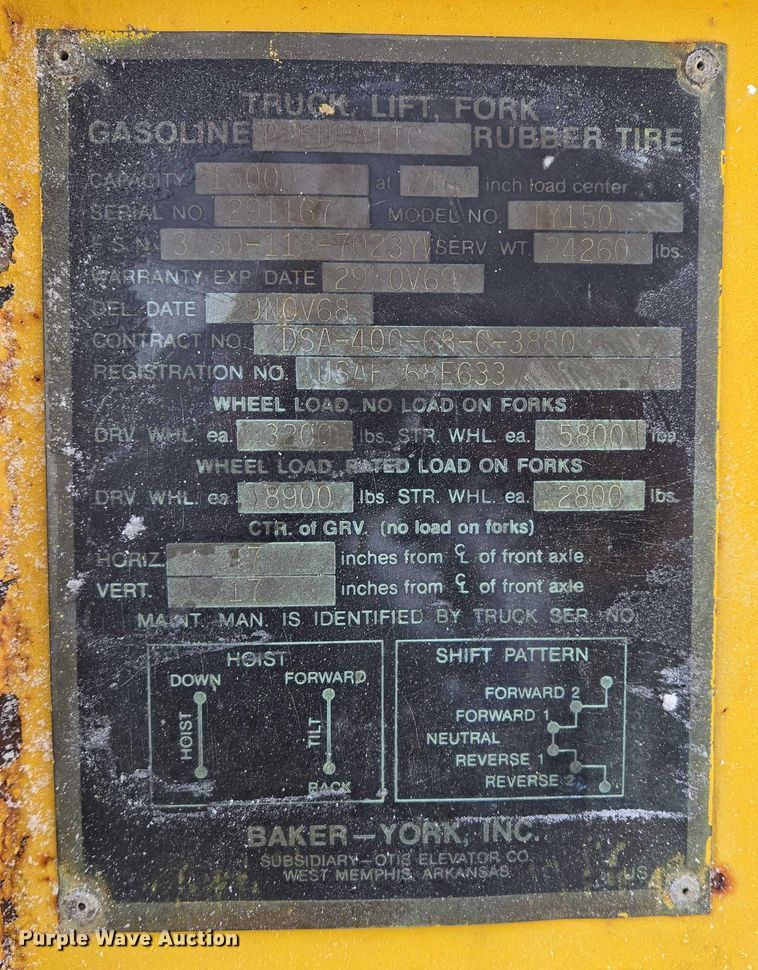 TRUCK, LIFT, FORK
GASOLINE PNEUMATIC RUBBER TIRE
CAPACITY 15000 at 24 inch load center
SERIAL NO. 291167 MODEL NO. IY150
SERV WT. 24260 lbs.
WARRANTY EXP DATE 29NOV69
DEL. DATE 29NOV68
CONTRACT NO. DSA-400-68-C-3880
REGISTRATION NO. USAF 68E633
WHEEL LOAD, NO LOAD ON FORKS
DRV. WHL. ea. 3200 lbs. STR. WHL. ea. 5800 lbs.
WHEEL LOAD, RATED LOAD ON FORKS
DRV. WHL. ea. 18900 lbs. STR. WHL. ea. 2800 lbs.
CTR. of GRV. (no load on forks)
HORIZ. inches from ℄ of front axle
VERT. 17 inches from ℄ of front axle
MAINT. MAN. IS IDENTIFIED BY TRUCK SER NO.
HOIST
DOWN FORWARD
HOIST
TILT
BACK
SHIFT PATTERN
FORWARD 2
FORWARD 1
NEUTRAL
REVERSE 1
REVERSE 2
BAKER—YORK, INC.
SUBSIDIARY—OTIS ELEVATOR CO.
WEST MEMPHIS, ARKANSAS USA
Purple Wave Auction